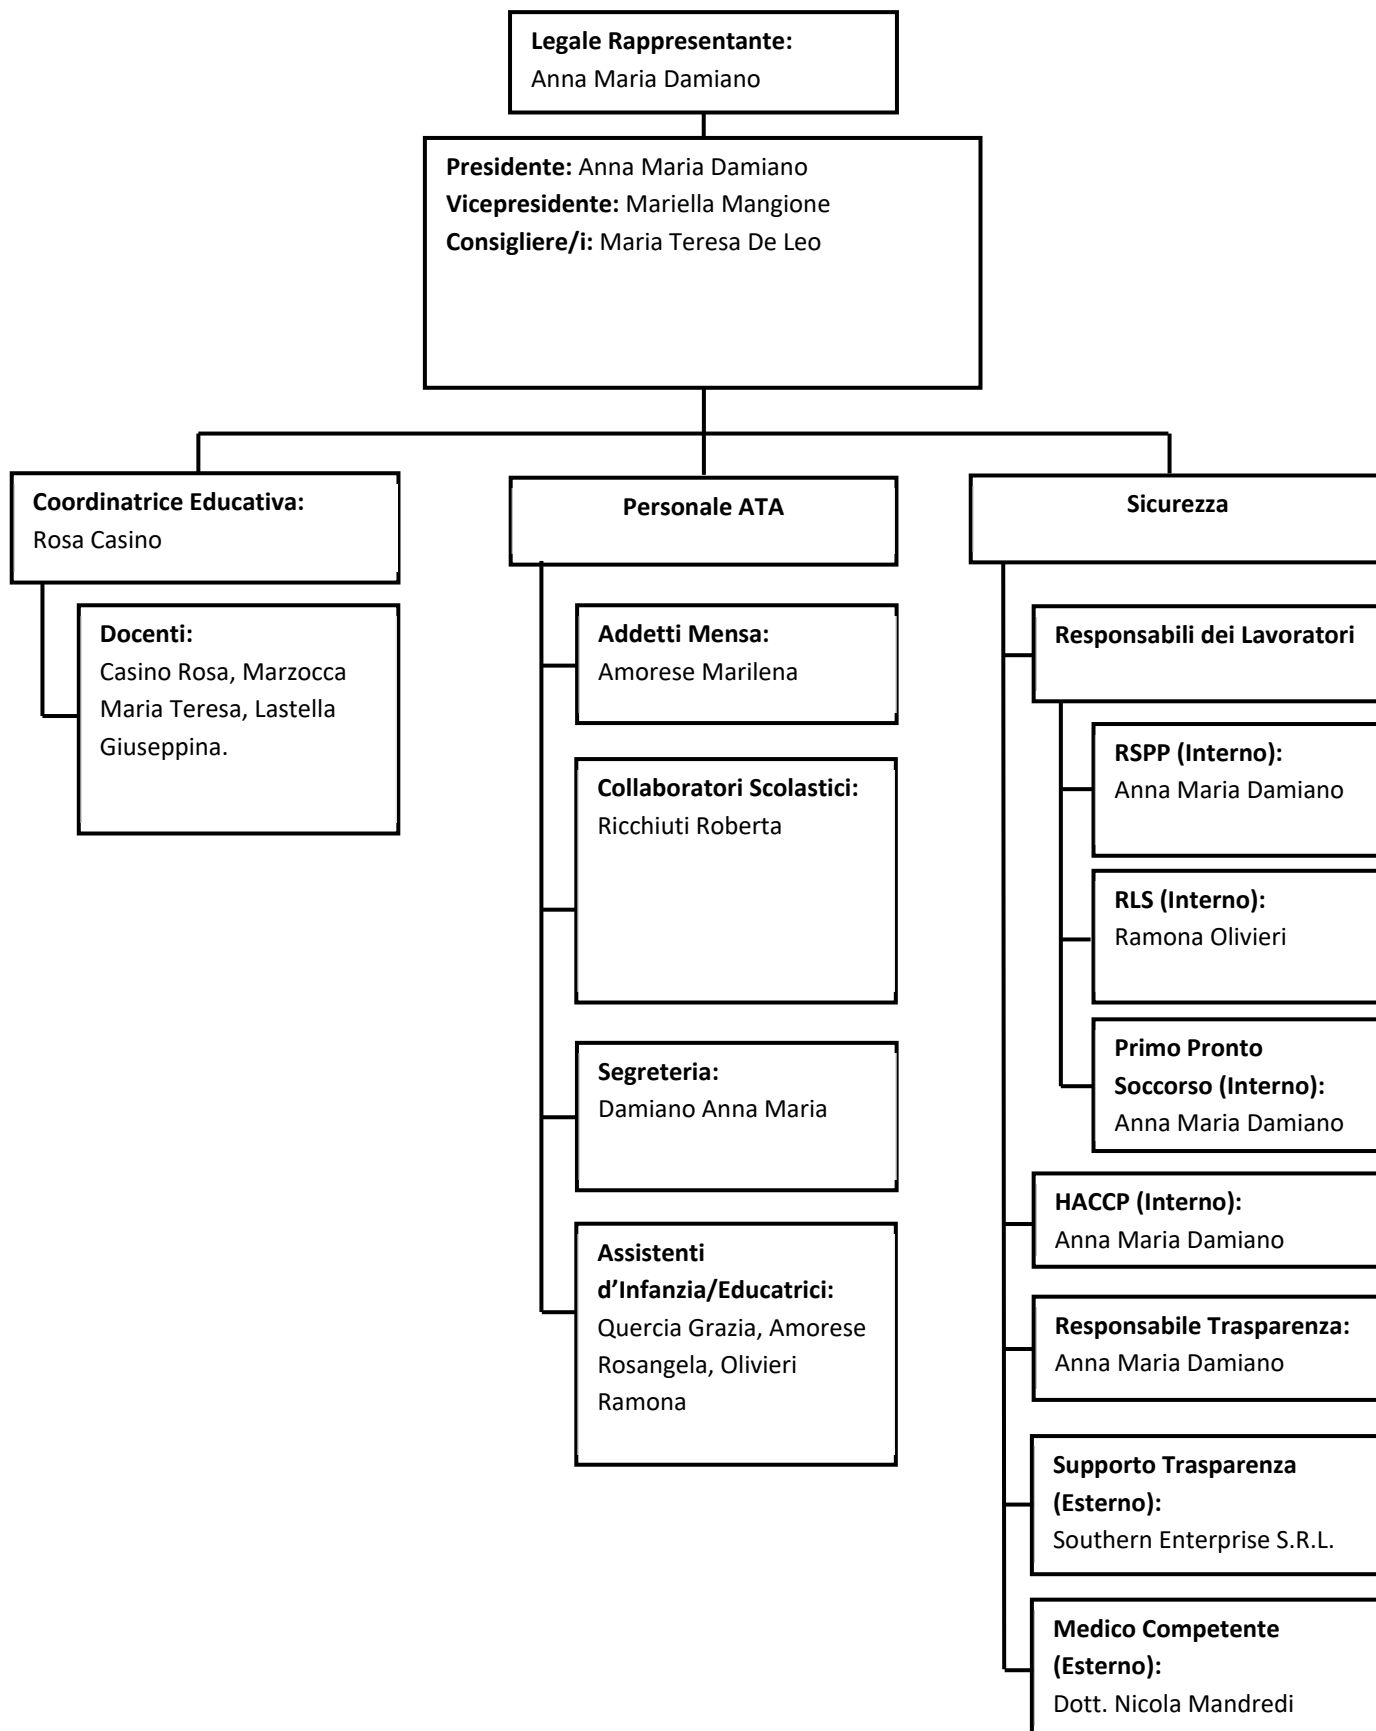 Legale Rappresentante:
Anna Maria Damiano
Presidente: Anna Maria Damiano
Vicepresidente: Mariella Mangione
Consigliere/i: Maria Teresa De Leo
Coordinatrice Educativa:
Rosa Casino
Docenti:
Casino Rosa, Marzocca
Maria Teresa, Lastella
Giuseppina.
Personale ATA
Addetti Mensa:
Amorese Marilena
Collaboratori Scolastici:
Ricchiuti Roberta
Segreteria:
Damiano Anna Maria
Assistenti
d’Infanzia/Educatrici:
Quercia Grazia, Amorese
Rosangela, Olivieri
Ramona
Sicurezza
Responsabili dei Lavoratori
RSPP (Interno):
Anna Maria Damiano
RLS (Interno):
Ramona Olivieri
Primo Pronto
Soccorso (Interno):
Anna Maria Damiano
HACCP (Interno):
Anna Maria Damiano
Responsabile Trasparenza:
Anna Maria Damiano
Supporto Trasparenza
(Esterno):
Southern Enterprise S.R.L.
Medico Competente
(Esterno):
Dott. Nicola Mandredi